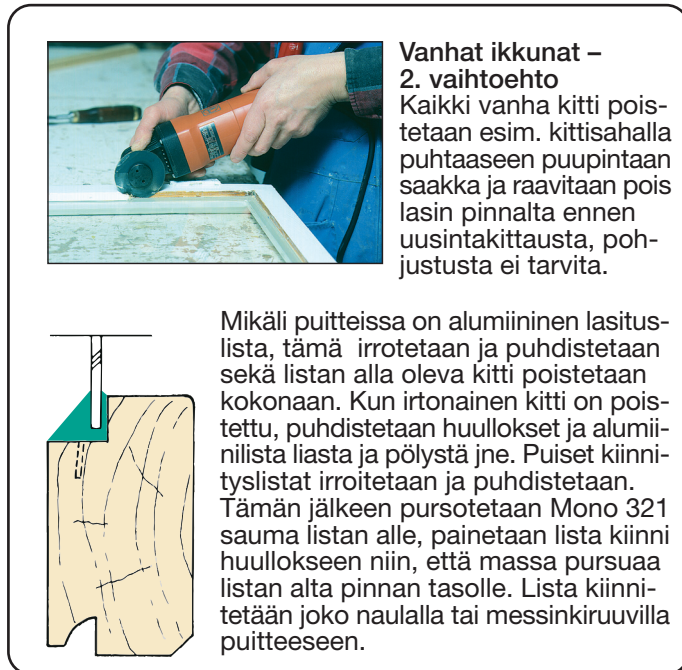 Vanhat ikkunat –
2. vaihtoehto
Kaikki vanha kitti pois-
tetaan esim. kittisahalla
puhtaaseen puupintaan
saakka ja raavitaan pois
lasin pinnalta ennen
uusintakittausta, poh-
justusta ei tarvita.
Mikäli puitteissa on alumiininen lasitus-
lista, tämä irrotetaan ja puhdistetaan
sekä listan alla oleva kitti poistetaan
kokonaan. Kun irtonainen kitti on pois-
tettu, puhdistetaan huullokset ja alumii-
nilista liasta ja pölystä jne. Puiset kiinni-
tyslistat irroitetaan ja puhdistetaan.
Tämän jälkeen pursotetaan Mono 321
sauma listan alle, painetaan lista kiinni
huullokseen niin, että massa pursuaa
listan alta pinnan tasolle. Lista kiinni-
tetään joko naulalla tai messinkiruuvilla
puitteeseen.